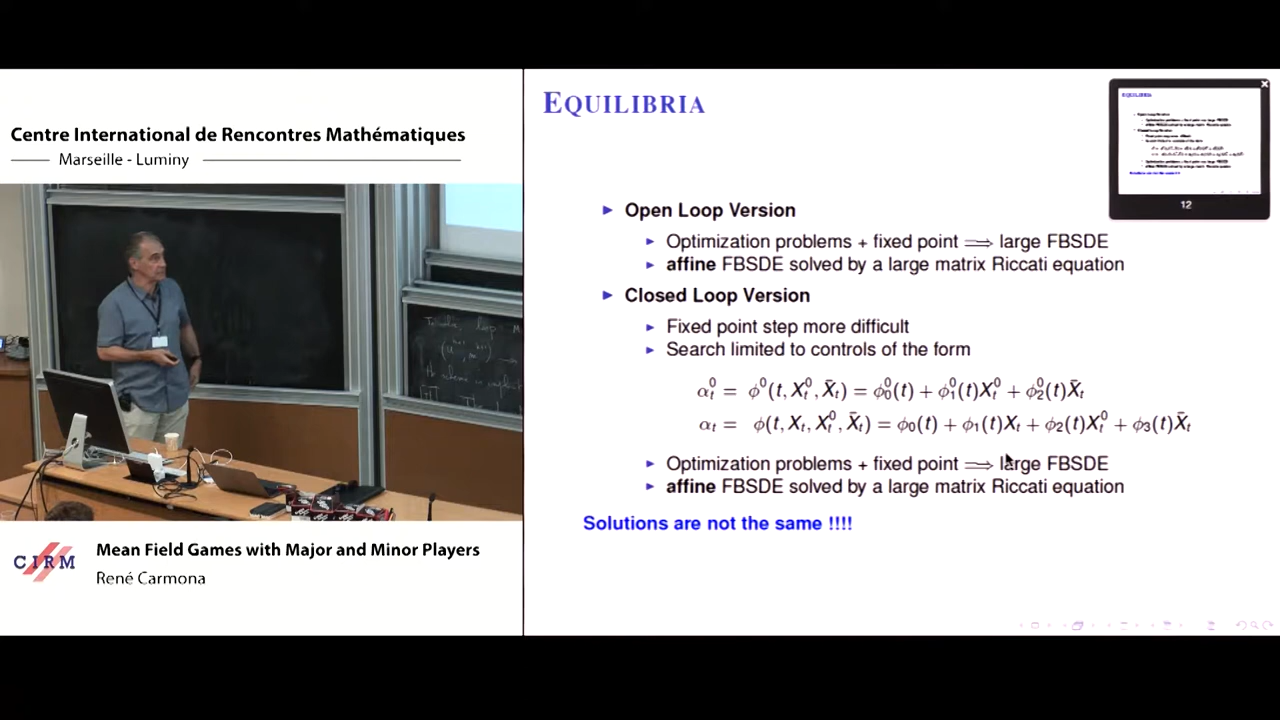 Centre International de Rencontres Mathématiques
Marseille - Luminy
CIRM
Mean Field Games with Major and Minor Players
René Carmona
EQUILIBRIA
► Open Loop Version
► Optimization problems + fixed point ⟹ large FBSDE
► affine FBSDE solved by a large matrix Riccati equation
► Closed Loop Version
► Fixed point step more difficult
► Search limited to controls of the form
α⁰ₜ = φ⁰(t, X⁰ₜ, X̄ₜ) = φ⁰₀(t) + φ⁰₁(t)X⁰ₜ + φ⁰₂(t)X̄ₜ
αₜ = φ(t, Xₜ, X⁰ₜ, X̄ₜ) = φ₀(t) + φ₁(t)Xₜ + φ₂(t)X⁰ₜ + φ₃(t)X̄ₜ
► Optimization problems + fixed point ⟹ large FBSDE
► affine FBSDE solved by a large matrix Riccati equation
Solutions are not the same !!!!
EQUILIBRIA
12